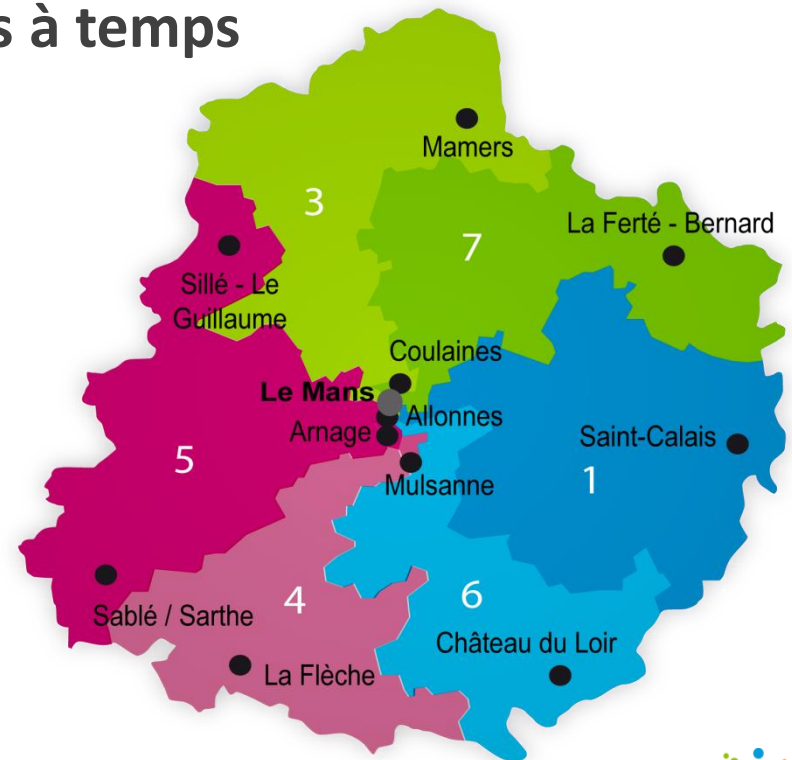 s à temps
Mamers
3
La Ferté - Bernard
7
Sillé - Le
Guillaume
Coulaines
Le Mans
Allonnes
Arnage
Saint-Calais
5
Mulsanne
1
4
6
Sablé / Sarthe
Château du Loir
La Flèche